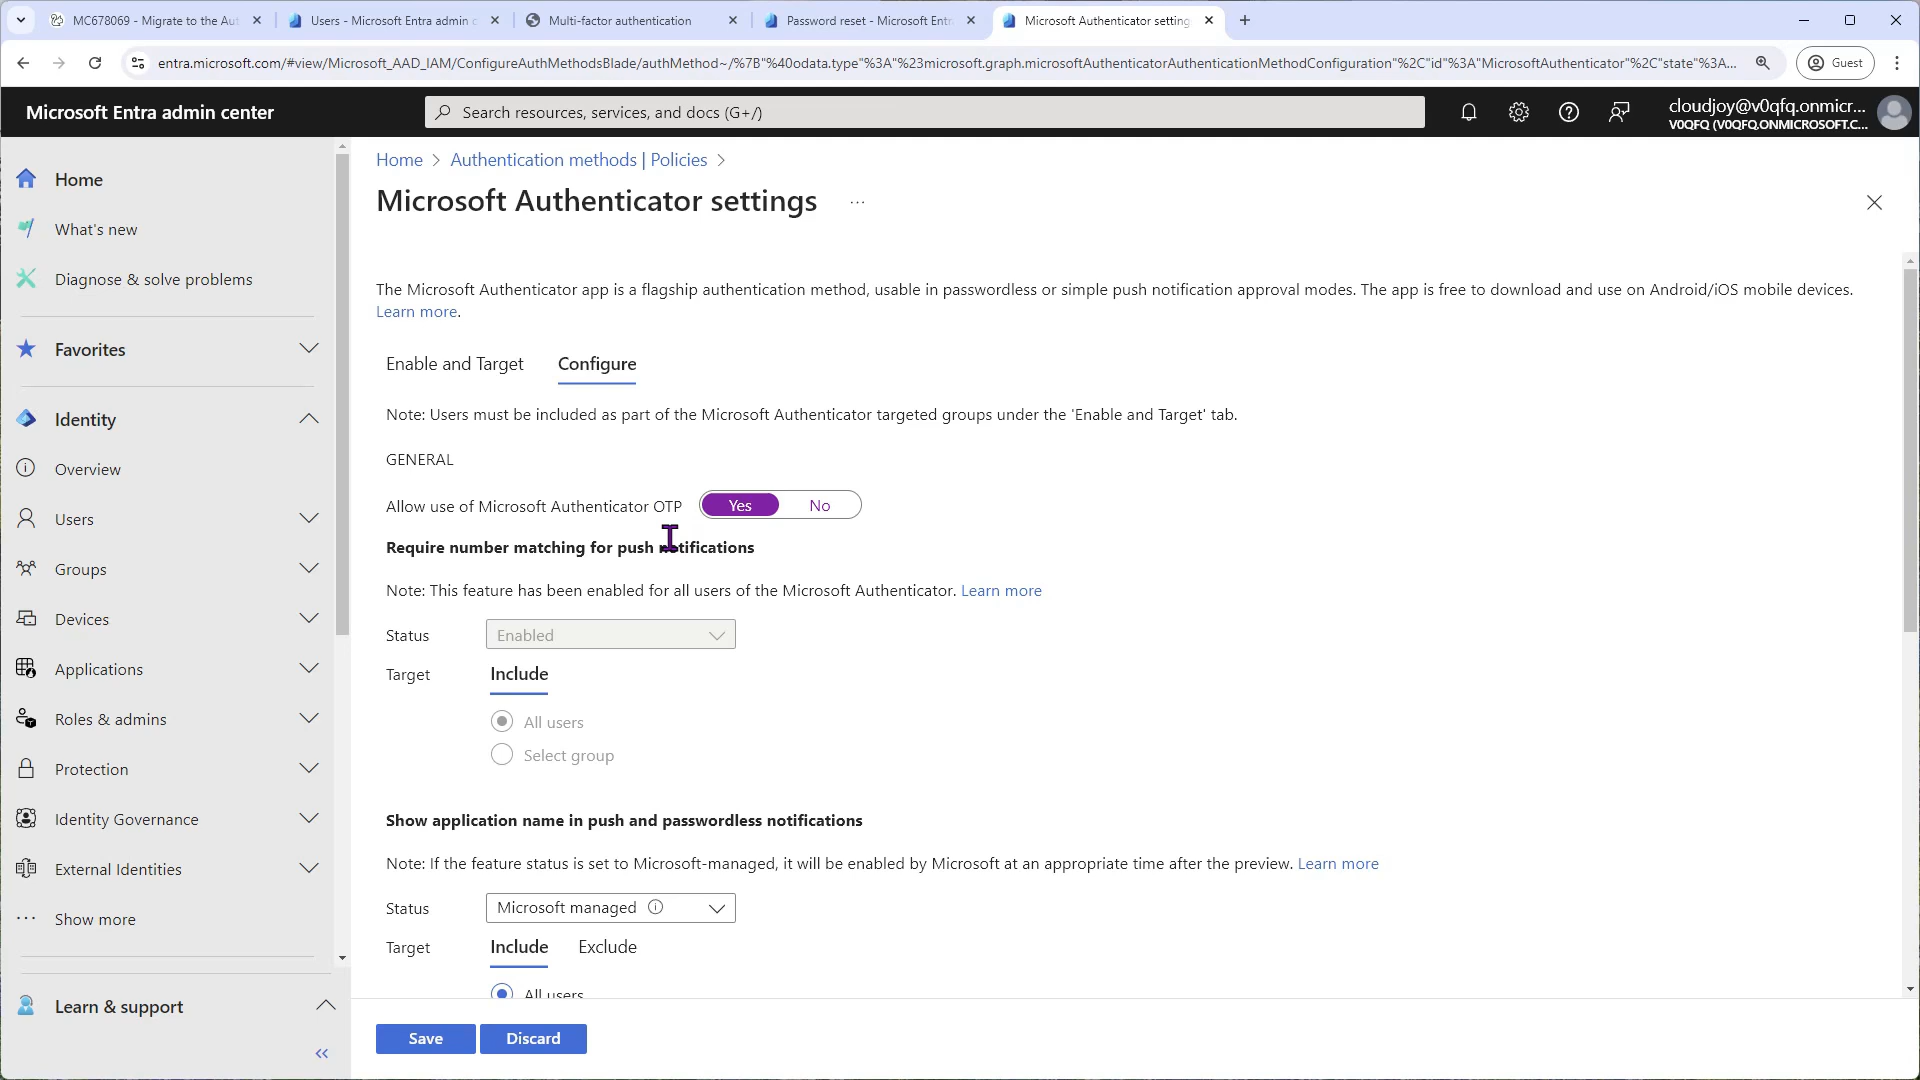 MC678069 - Migrate to the Aut
Users - Microsoft Entra admin c
Multi-factor authentication
Password reset - Microsoft Entr
Microsoft Authenticator setting
entra.microsoft.com/#view/Microsoft_AAD_IAM/ConfigureAuthMethodsBlade/authMethod~/%7B"%40odata.type"%3A"%23microsoft.graph.microsoftAuthenticatorAuthenticationMethodConfiguration"%2C"id"%3A"MicrosoftAuthenticator"%2C"state"%3A...
Guest
Microsoft Entra admin center
Search resources, services, and docs (G+/)
cloudjoy@v0qfq.onmicr...
V0QFQ (V0QFQ.ONMICROSOFT.C...
Home
What's new
Diagnose & solve problems
Favorites
Identity
Overview
Users
Groups
Devices
Applications
Roles & admins
Protection
Identity Governance
External Identities
Show more
Learn & support
Home > Authentication methods | Policies >
Microsoft Authenticator settings ...
The Microsoft Authenticator app is a flagship authentication method, usable in passwordless or simple push notification approval modes. The app is free to download and use on Android/iOS mobile devices.
Learn more.
Enable and Target Configure
Note: Users must be included as part of the Microsoft Authenticator targeted groups under the 'Enable and Target' tab.
GENERAL
Allow use of Microsoft Authenticator OTP Yes No
Require number matching for push notifications
Note: This feature has been enabled for all users of the Microsoft Authenticator. Learn more
Status Enabled
Target Include
All users
Select group
Show application name in push and passwordless notifications
Note: If the feature status is set to Microsoft-managed, it will be enabled by Microsoft at an appropriate time after the preview. Learn more
Status Microsoft managed
Target Include Exclude
All users
Save Discard